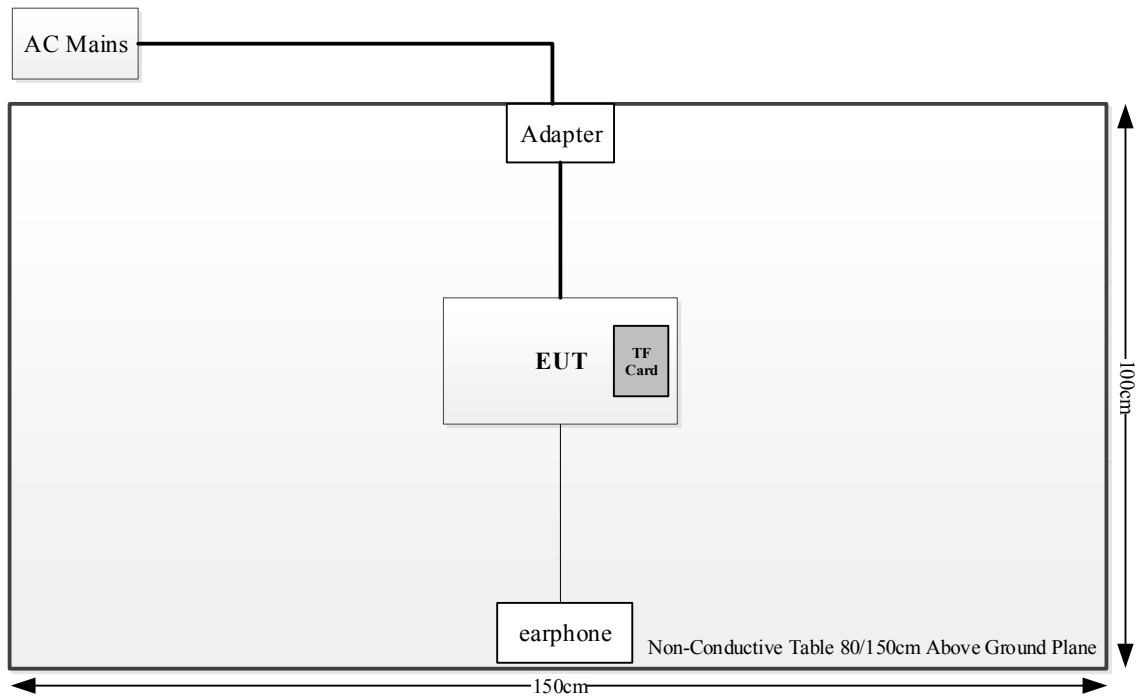 AC Mains
Adapter
EUT
TF
Card
100cm
earphone
Non-Conductive Table 80/150cm Above Ground Plane
150cm